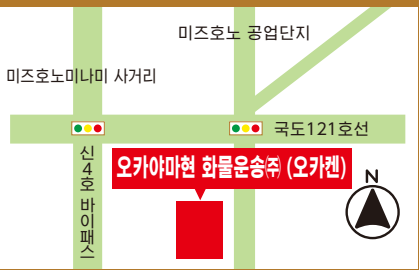 미즈호노 공업단지
미즈호노미나미 사거리
국도121호선
신4호 바이패스
오카야마현 화물운송㈜ (오카켄)
N